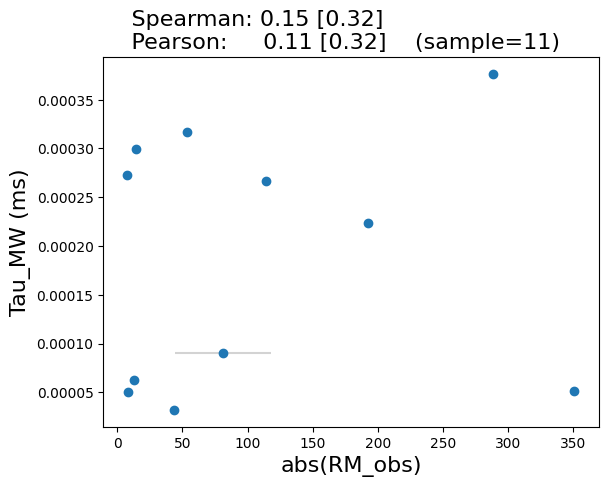 Spearman: 0.15 [0.32]
Pearson: 0.11 [0.32] (sample=11)
Tau_MW (ms)
0.00035
0.00030
0.00025
0.00020
0.00015
0.00010
0.00005
0 50 100 150 200 250 300 350
abs(RM_obs)